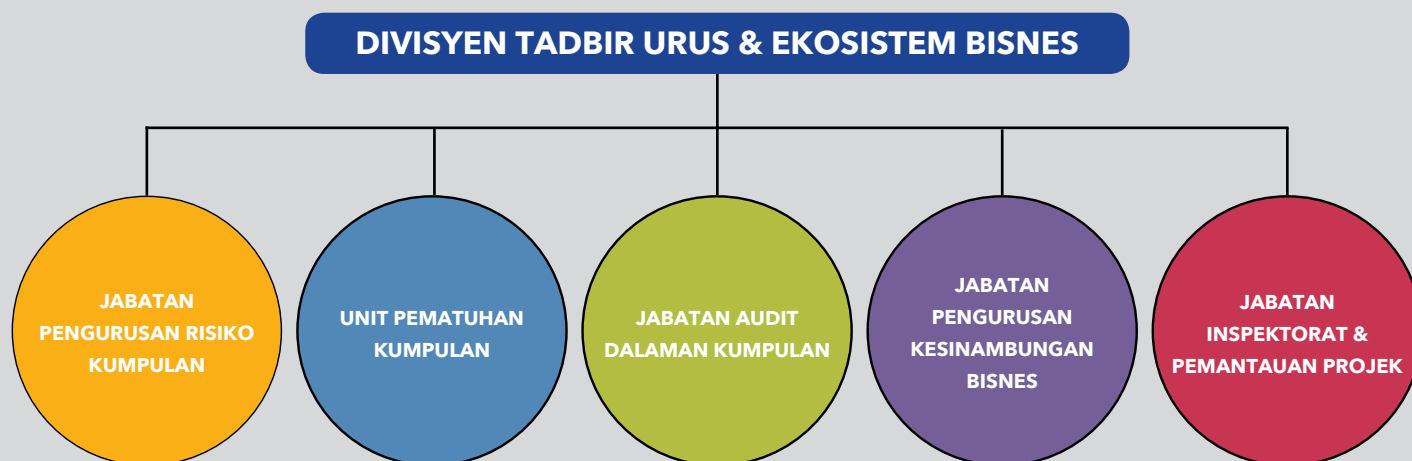 DIVISYEN TADBIR URUS & EKOSISTEM BISNES
JABATAN
PENGURUSAN RISIKO
KUMPULAN
UNIT PEMATUHAN
KUMPULAN
JABATAN AUDIT
DALAMAN KUMPULAN
JABATAN
PENGURUSAN
KESINAMBUNGAN
BISNES
JABATAN
INSPEKTORAT &
PEMANTAUAN PROJEK